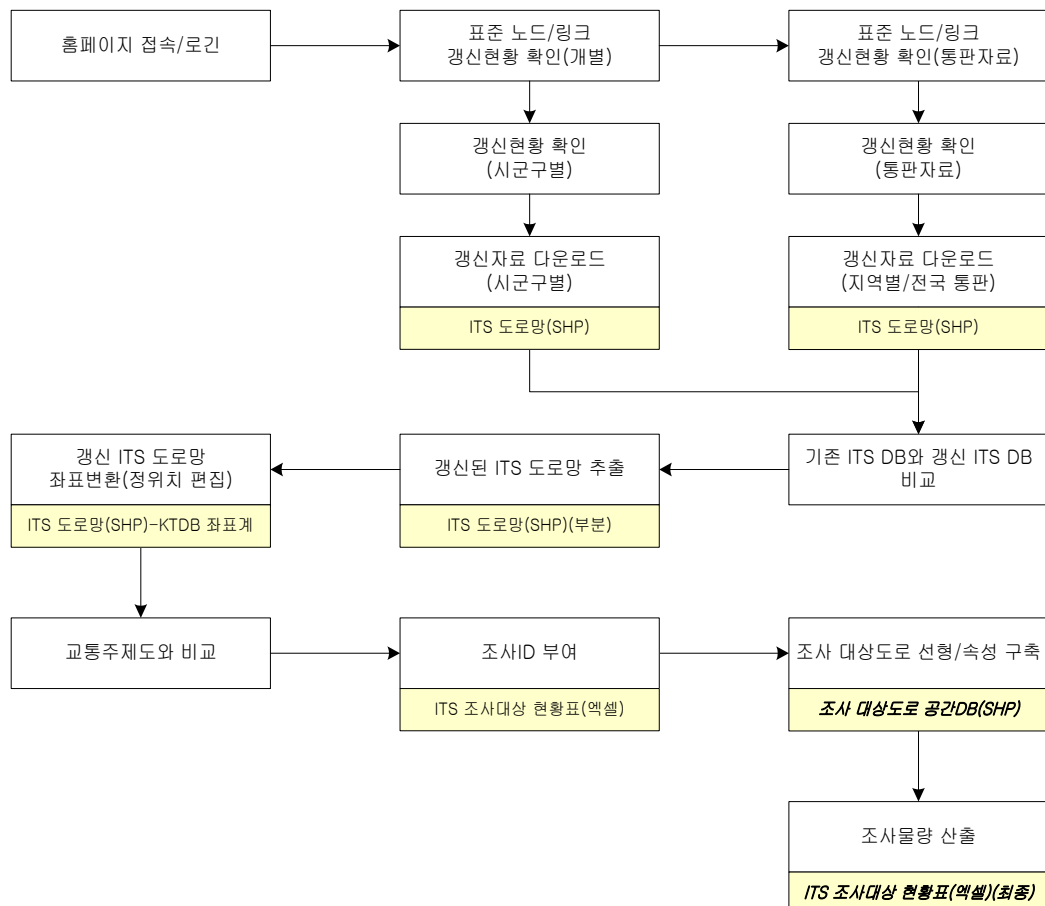 홈페이지 접속/로긴
표준 노드/링크
갱신현황 확인(개별)
표준 노드/링크
갱신현황 확인(통판자료)
갱신현황 확인
(시군구별)
갱신현황 확인
(통판자료)
갱신자료 다운로드
(시군구별)
ITS 도로망(SHP)
갱신자료 다운로드
(지역별/전국 통판)
ITS 도로망(SHP)
기존 ITS DB와 갱신 ITS DB
비교
갱신된 ITS 도로망 추출
ITS 도로망(SHP)(부분)
갱신 ITS 도로망
좌표변환(정위치 편집)
ITS 도로망(SHP)-KTDB 좌표계
교통주제도와 비교
조사ID 부여
ITS 조사대상 현황표(엑셀)
조사 대상도로 선형/속성 구축
조사 대상도로 공간DB(SHP)
조사물량 산출
ITS 조사대상 현황표(엑셀)(최종)